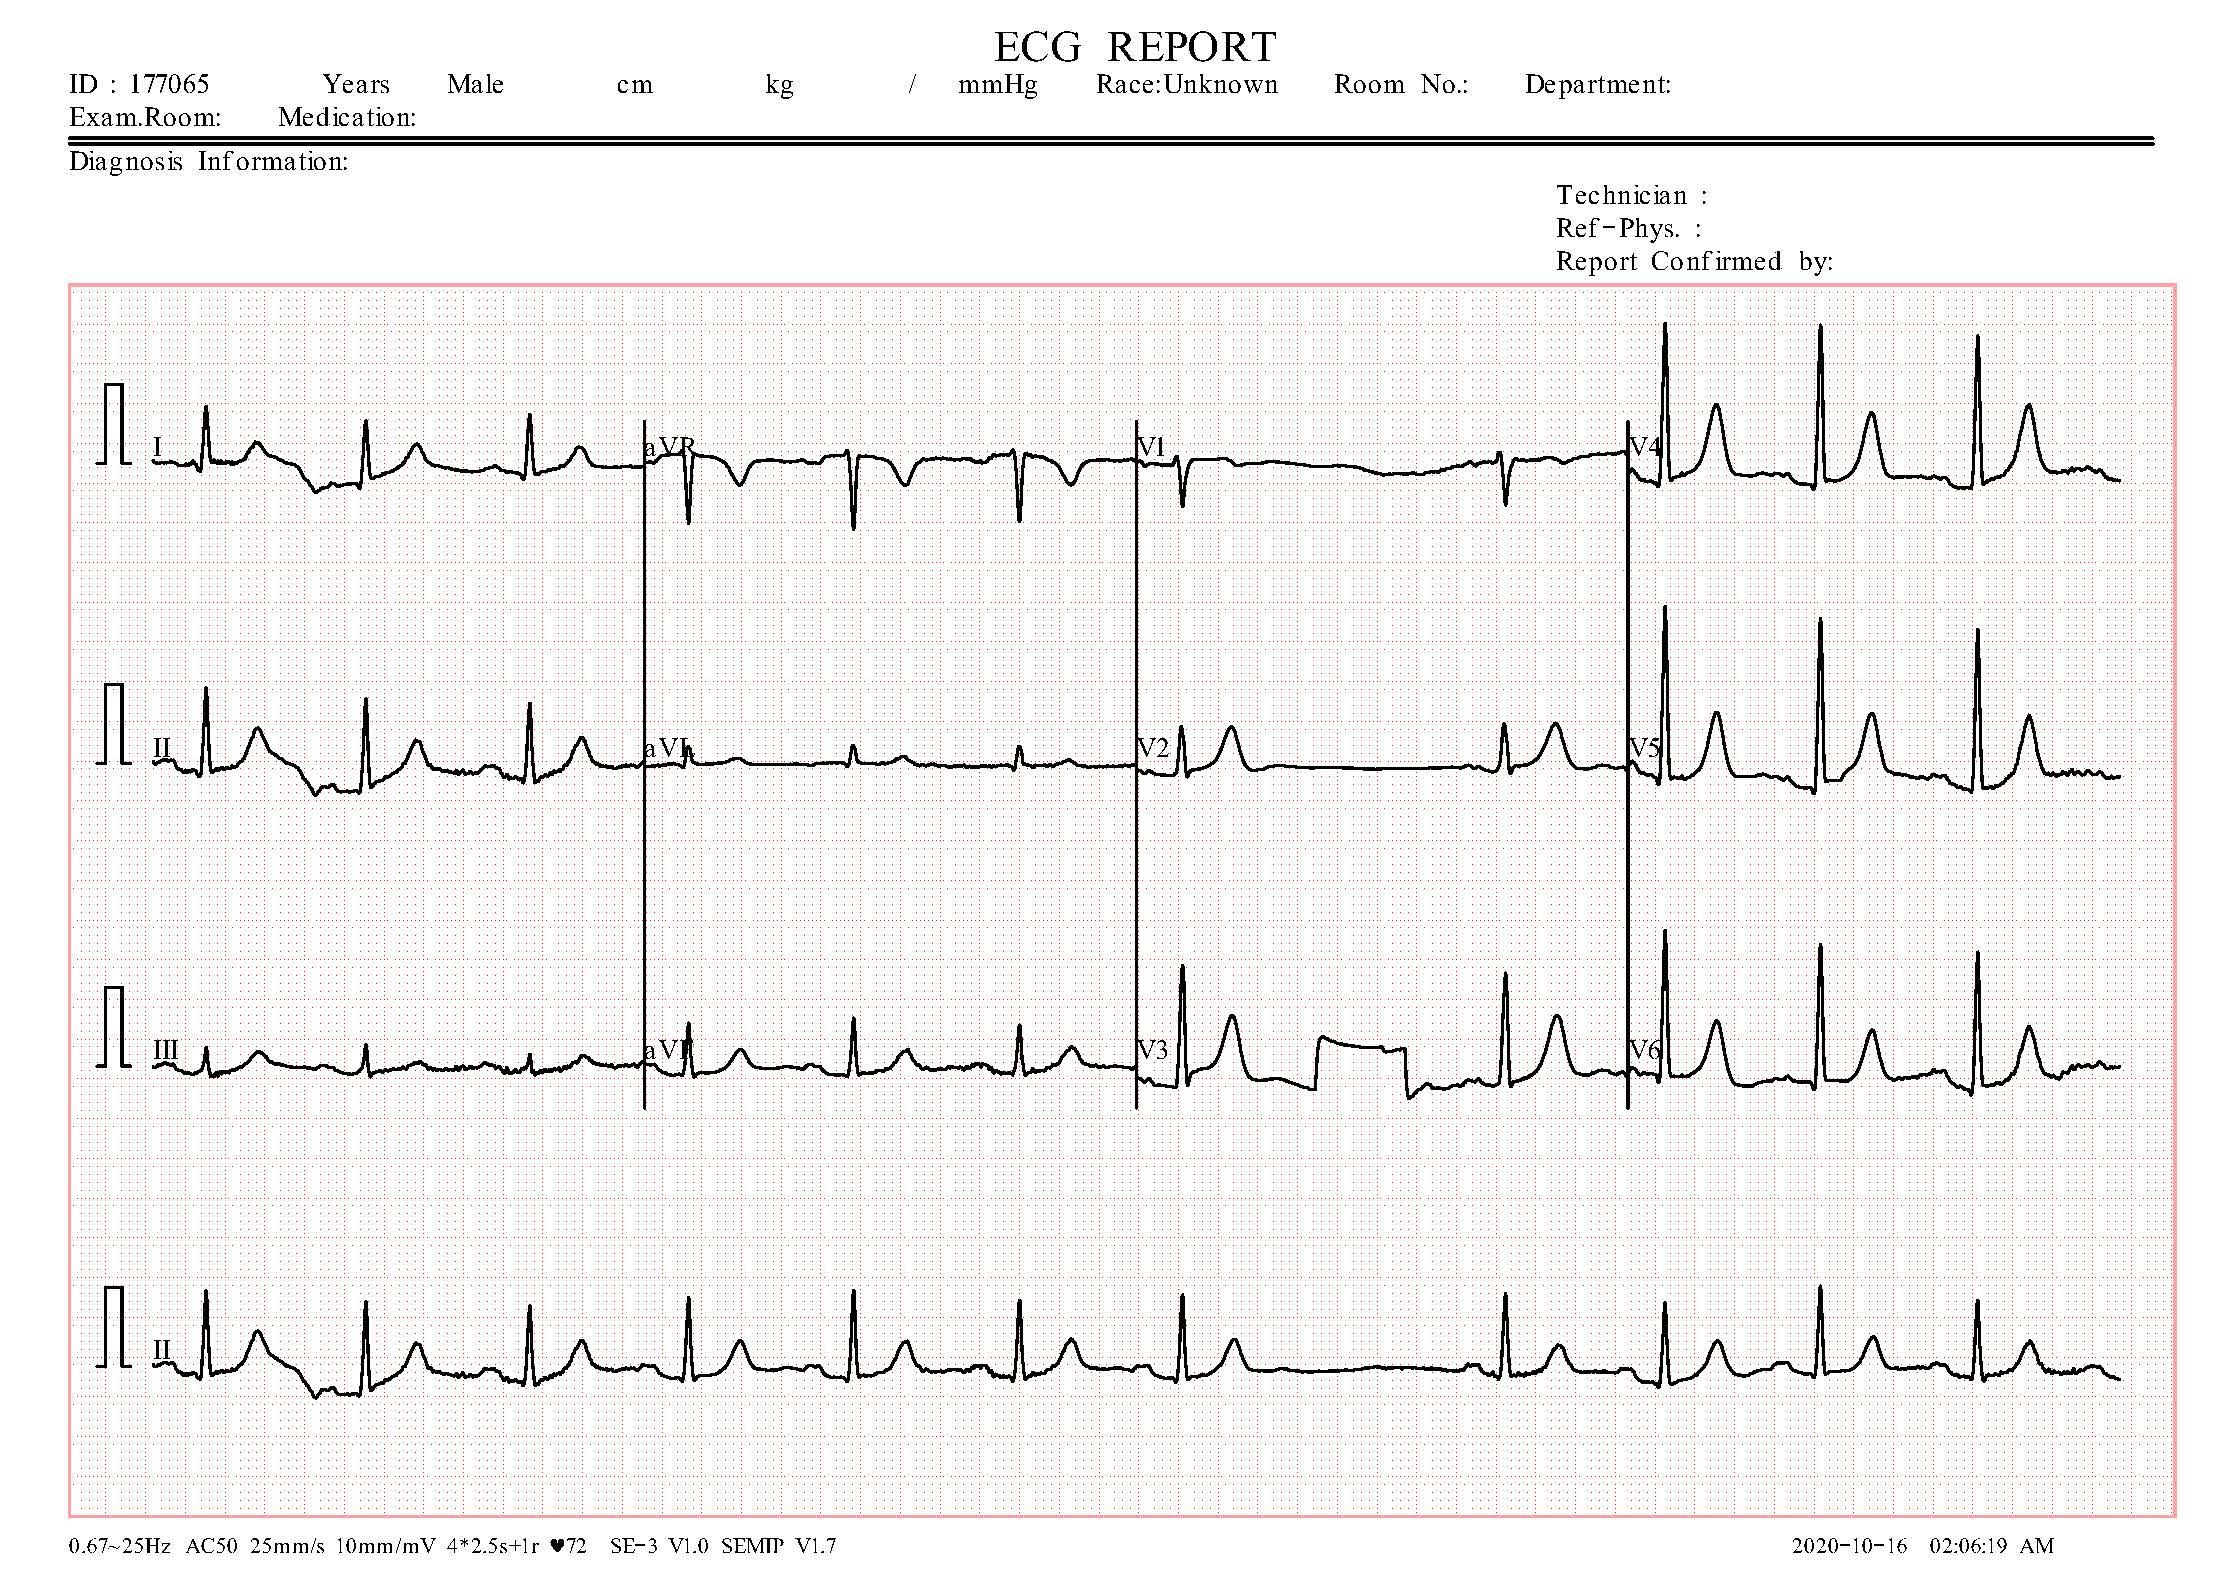 ECG REPORT
ID : 177065 Years Male cm kg / mmHg Race:Unknown Room No.: Department:
Exam.Room: Medication:
Diagnosis Information:
Technician :
Ref-Phys. :
Report Confirmed by:
I aVR V1 V4
II aVL V2 V5
III aVF V3 V6
II
0.67~25Hz AC50 25mm/s 10mm/mV 4*2.5s+1r ♥72 SE-3 V1.0 SEMIP V1.7 2020-10-16 02:06:19 AM